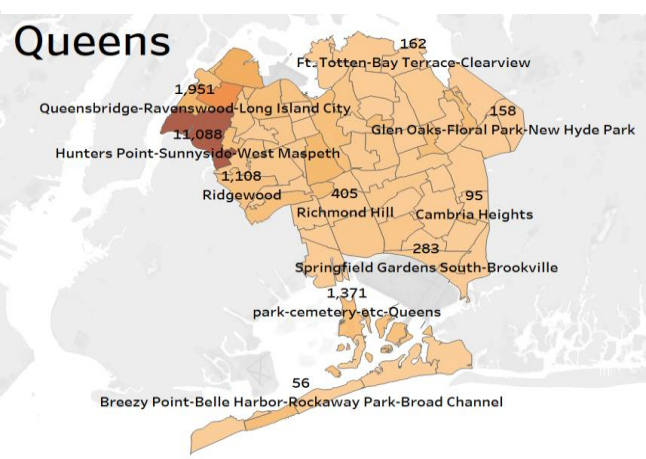 Queens
162
Ft. Totten-Bay Terrace-Clearview
1,951
Queensbridge-Ravenswood-Long Island City
158
Glen Oaks-Floral Park-New Hyde Park
11,088
Hunters Point-Sunnyside-West Maspeth
1,108
Ridgewood
405
Richmond Hill
95
Cambria Heights
283
Springfield Gardens South-Brookville
1,371
park-cemetery-etc-Queens
56
Breezy Point-Belle Harbor-Rockaway Park-Broad Channel